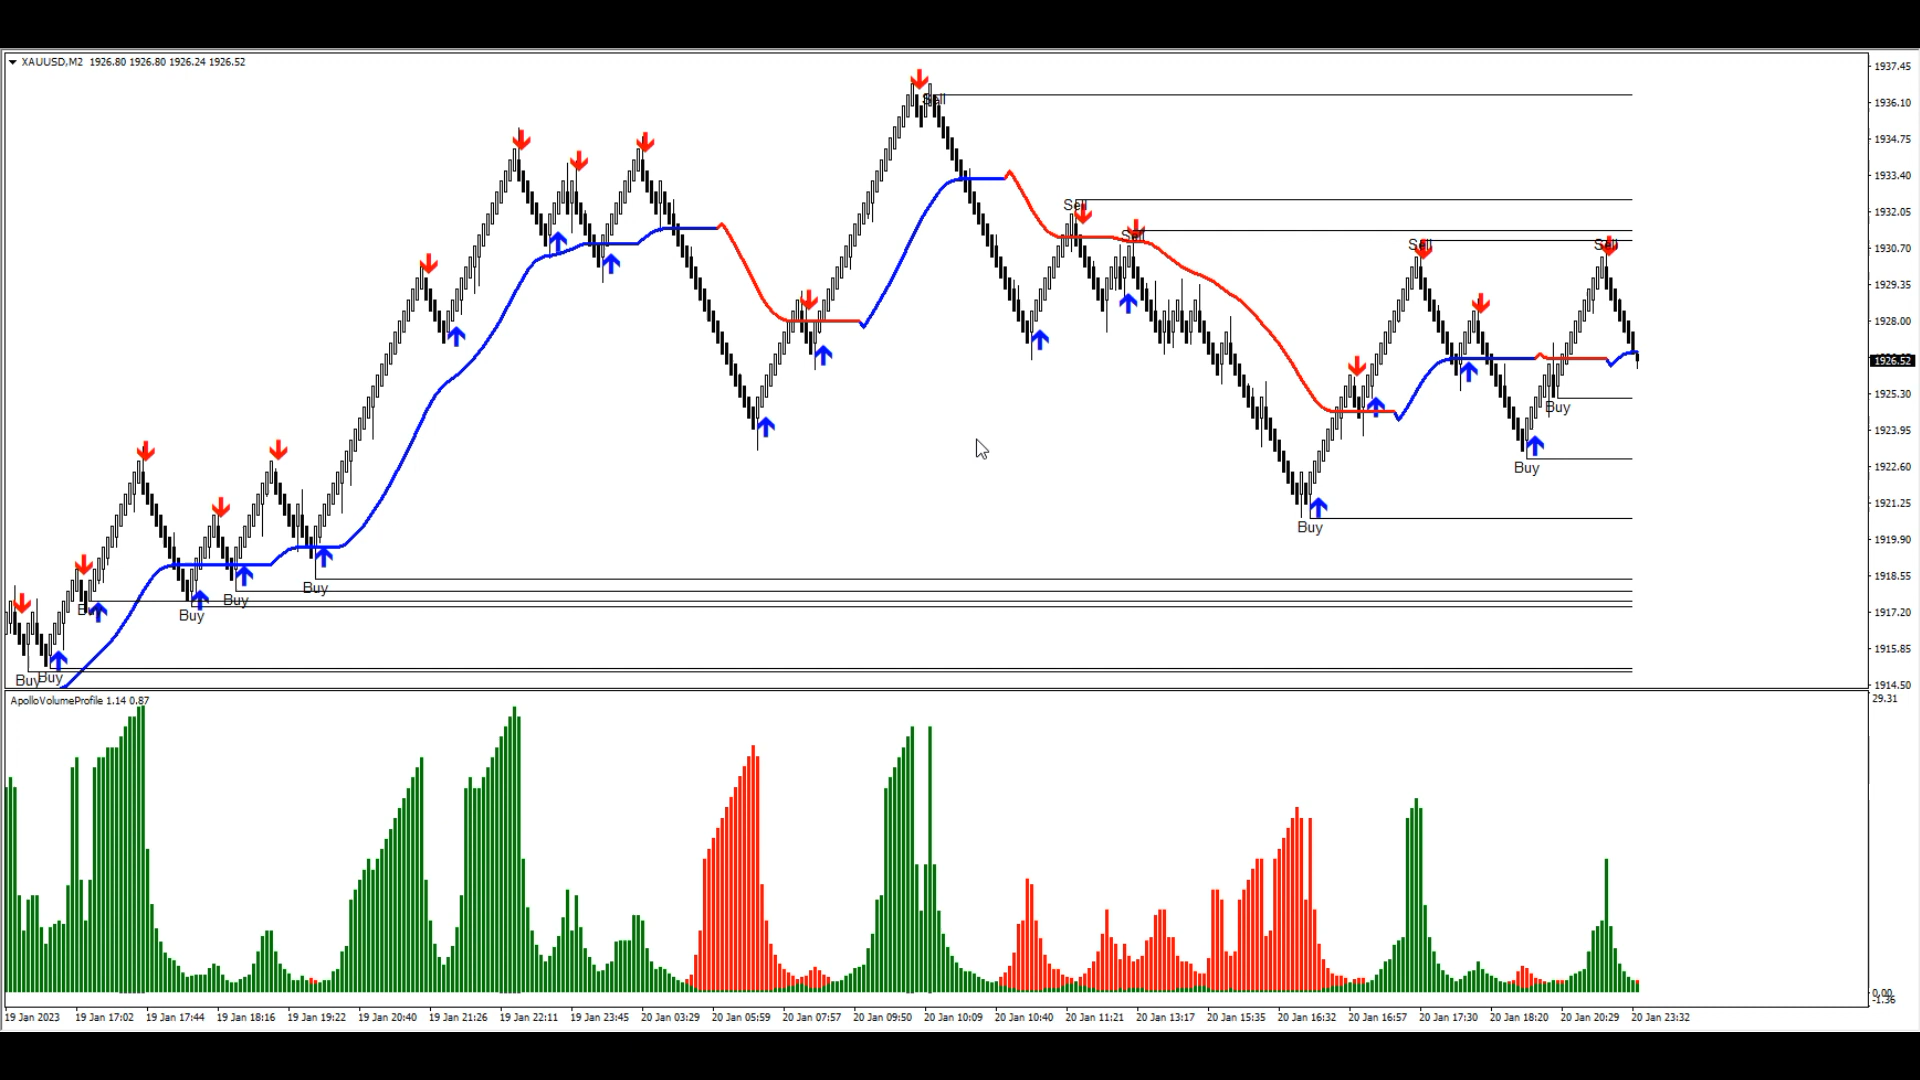 XAUUSD,M2 1926.80 1926.80 1926.24 1926.52
1937.45
Sell
1936.10
1934.75
1933.40
Sell
1932.05
Sell
Sell
Sell
1930.70
1929.35
1928.00
1926.52
1925.30
Buy
1923.95
Buy
1922.60
1921.25
Buy
1919.90
1918.55
Buy
Buy
Buy
Buy
1917.20
1915.85
Buy
Buy
1914.50
ApolloVolumeProfile 1.14 0.87
29.31
0.00
-1.36
19 Jan 2023 19 Jan 17:02 19 Jan 17:44 19 Jan 18:16 19 Jan 19:22 19 Jan 20:40 19 Jan 21:26 19 Jan 22:11 19 Jan 23:45 20 Jan 03:29 20 Jan 05:59 20 Jan 07:57 20 Jan 09:50 20 Jan 10:09 20 Jan 10:40 20 Jan 11:21 20 Jan 13:17 20 Jan 15:35 20 Jan 16:32 20 Jan 16:57 20 Jan 17:30 20 Jan 18:20 20 Jan 20:29 20 Jan 23:32